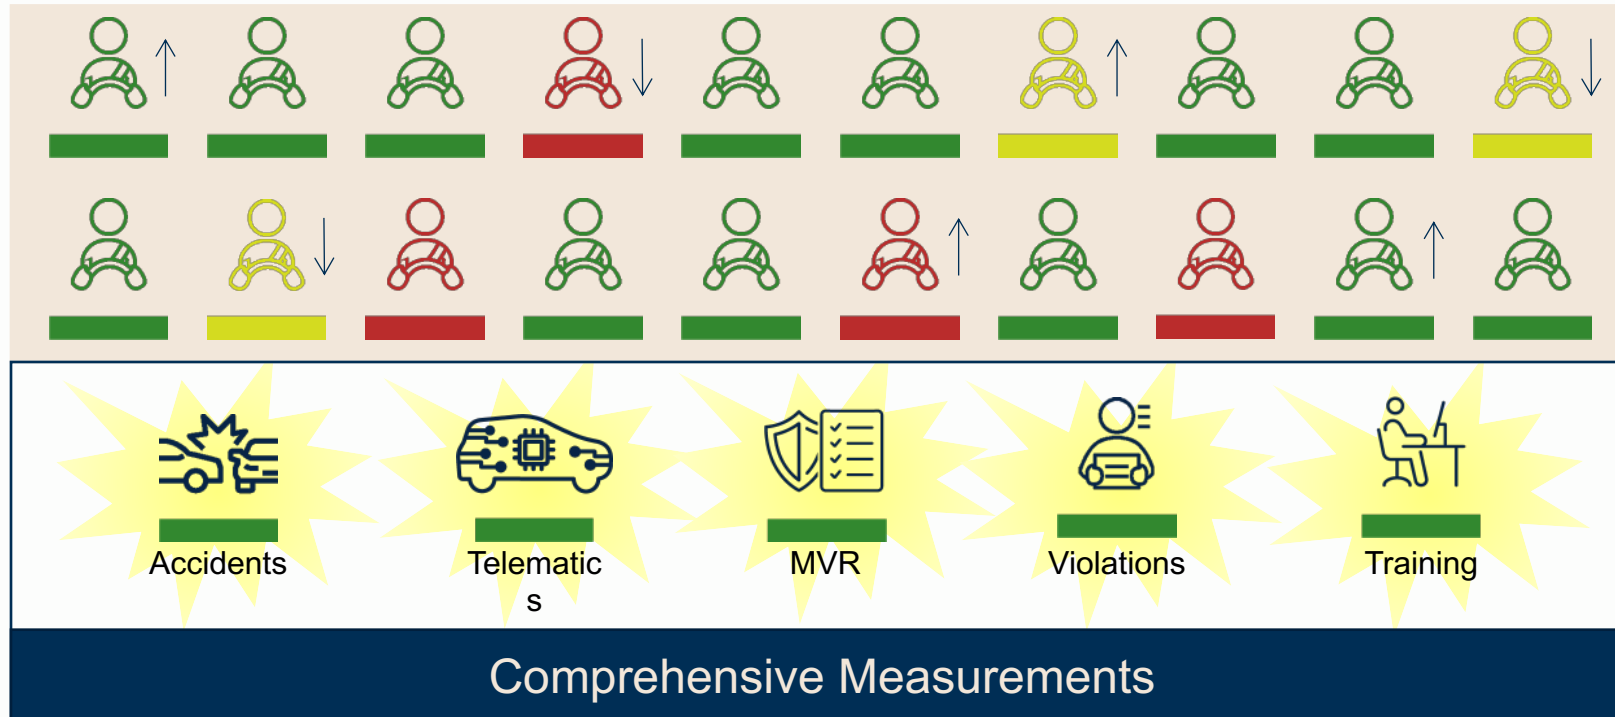 Accidents
Telematic
s
MVR
Violations
Training
Comprehensive Measurements